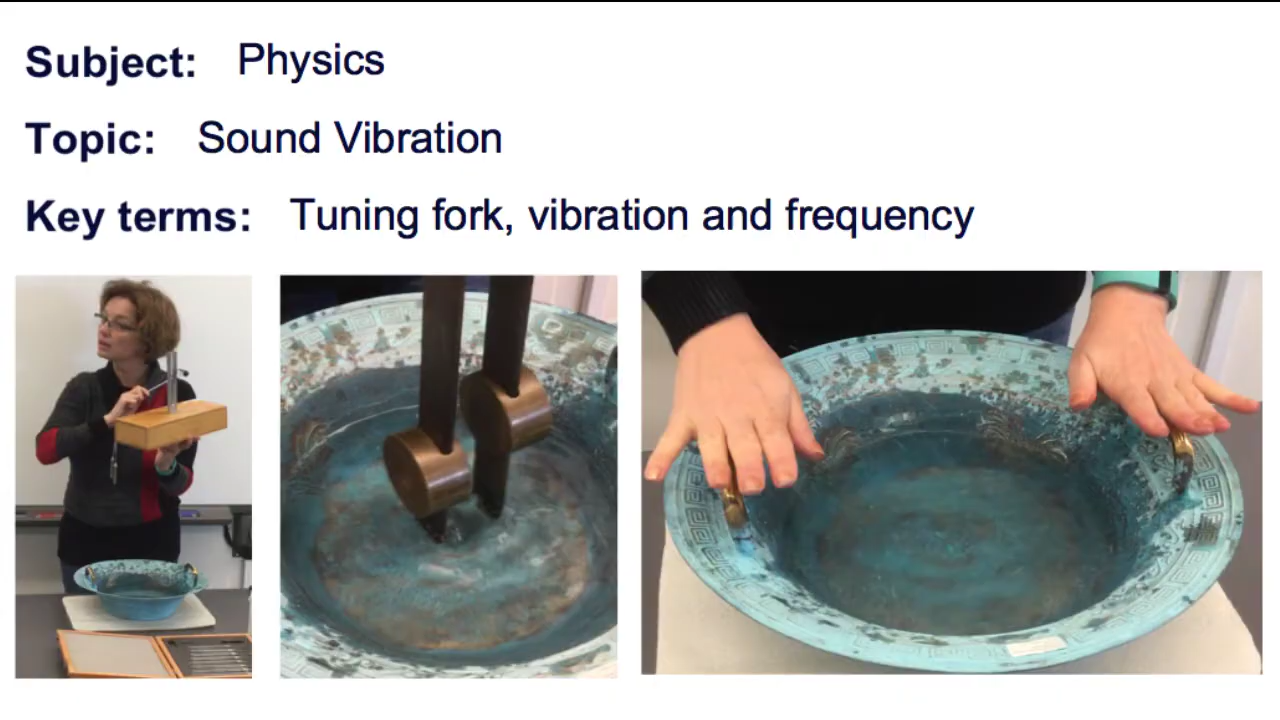 Subject: Physics
Topic: Sound Vibration
Key terms: Tuning fork, vibration and frequency